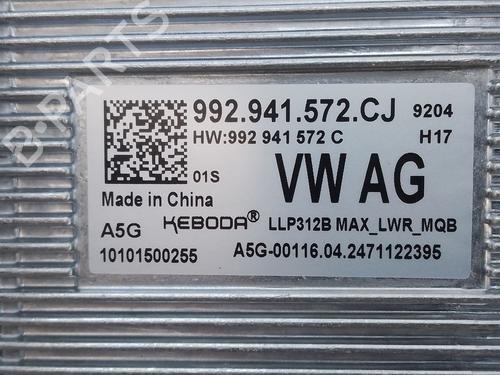 B-PARTS
992.941.572.CJ 9204
HW:992 941 572 C H17
01S
VW AG
Made in China
A5G KEBODA® LLP312B MAX_LWR_MQB
10101500255 A5G-00116.04.2471122395